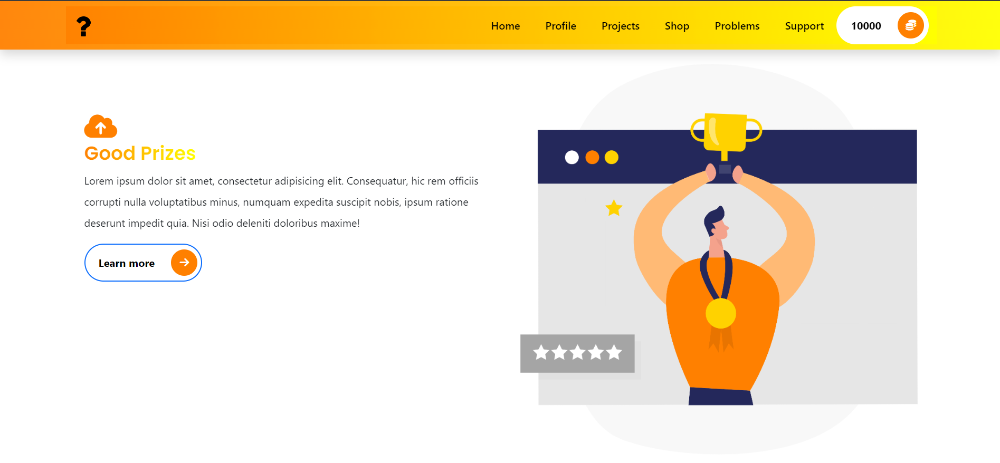 ?
Home Profile Projects Shop Problems Support 10000
Good Prizes
Lorem ipsum dolor sit amet, consectetur adipisicing elit. Consequatur, hic rem officiis
corrupti nulla voluptatibus minus, numquam expedita suscipit nobis, ipsum ratione
deserunt impedit quia. Nisi odio deleniti doloribus maxime!
Learn more